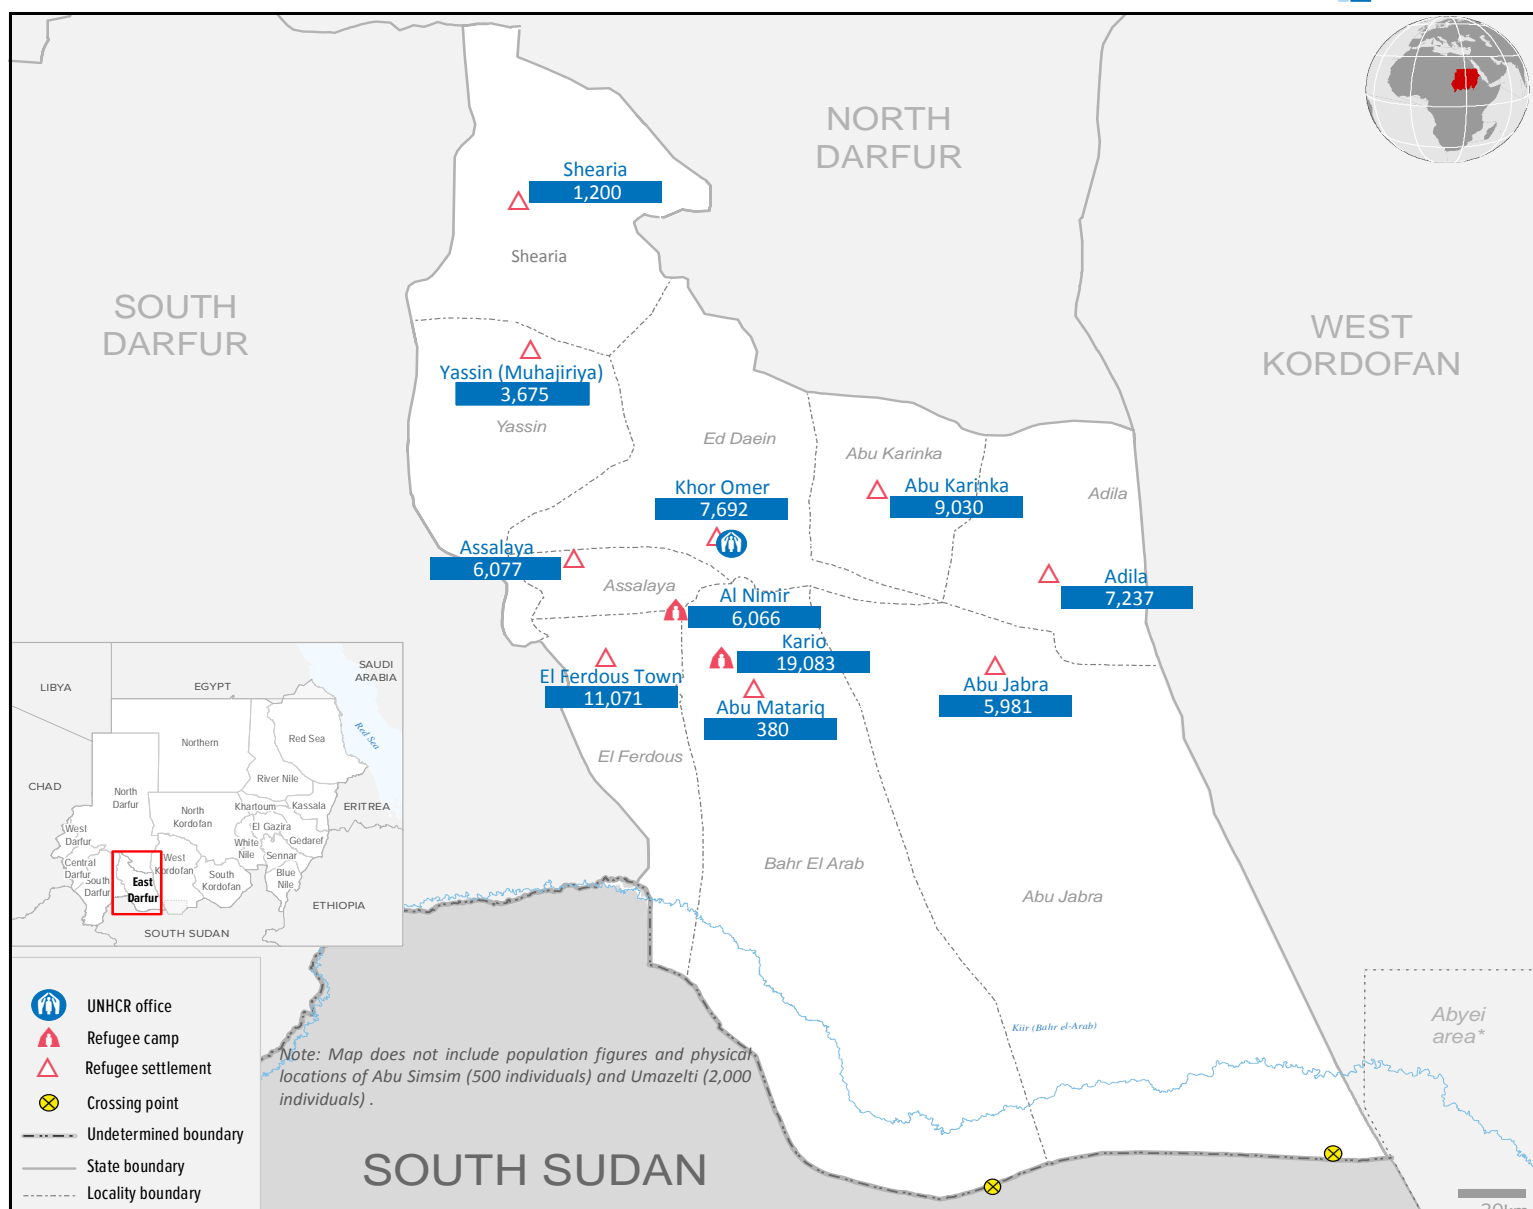 NORTH
DARFUR
Shearia
1,200
Shearia
SOUTH
DARFUR
WEST
KORDOFAN
Yassin (Muhajiriya)
3,675
Yassin
Ed Daein
Abu Karinka
Khor Omer
7,692
Abu Karinka
9,030
Adila
Assalaya
6,077
Assalaya
Adila
7,237
Al Nimir
6,066
Kario
19,083
El Ferdous Town
11,071
Abu Matariq
380
Abu Jabra
5,981
El Ferdous
Bahr El Arab
Abu Jabra
Kiir (Bahr el-Arab)
Abyei
area*
SAUDI
ARABIA
LIBYA
EGYPT
Red Sea
Northern
Red Sea
River Nile
CHAD
North
Darfur
North
Kordofan
Khartoum
Kassala
ERITREA
West
Darfur
El Gazira
White
Nile
Gedaref
Central
Darfur
West
Kordofan
Sennar
South
Darfur
East
Darfur
South
Kordofan
Blue
Nile
ETHIOPIA
SOUTH SUDAN
UNHCR office
Refugee camp
Refugee settlement
Crossing point
Undetermined boundary
State boundary
Locality boundary
Note: Map does not include population figures and physical
locations of Abu Simsim (500 individuals) and Umazelti (2,000
individuals) .
SOUTH SUDAN
20km